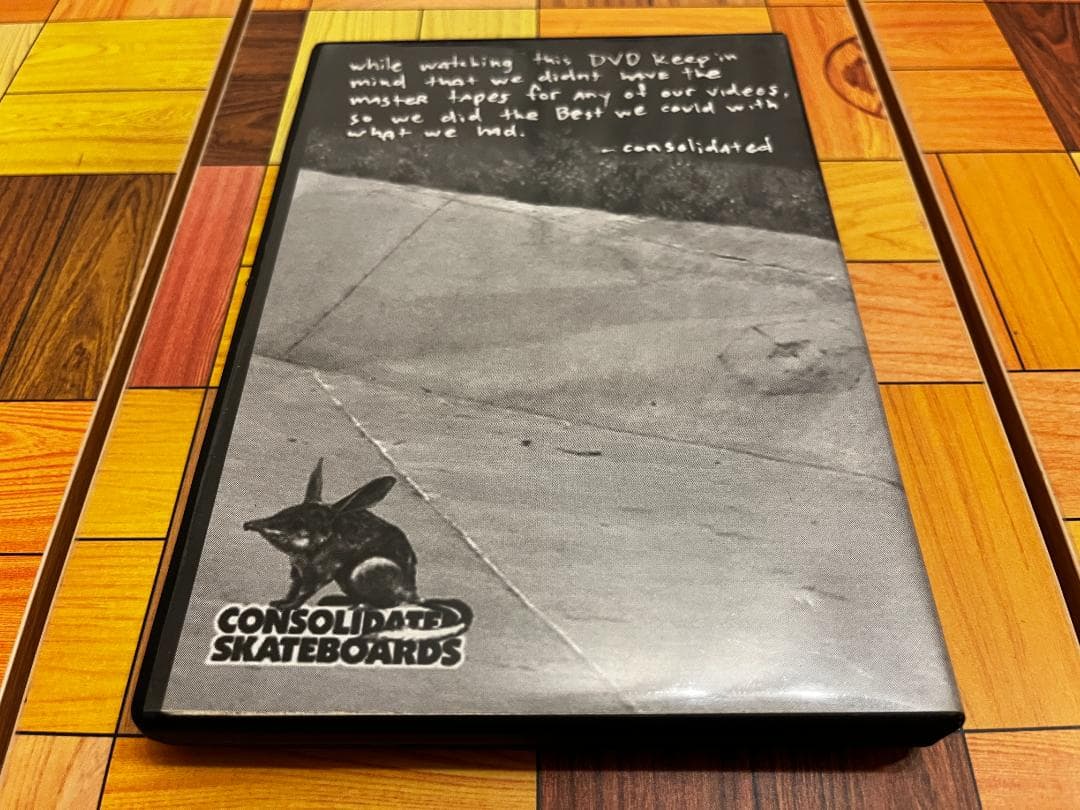 while watching this DVD keep in
mind that we didnt have the
master tapes for any of our videos,
so we did the Best we could with
what we had.
- consolidated
CONSOLIDATED
SKATEBOARDS